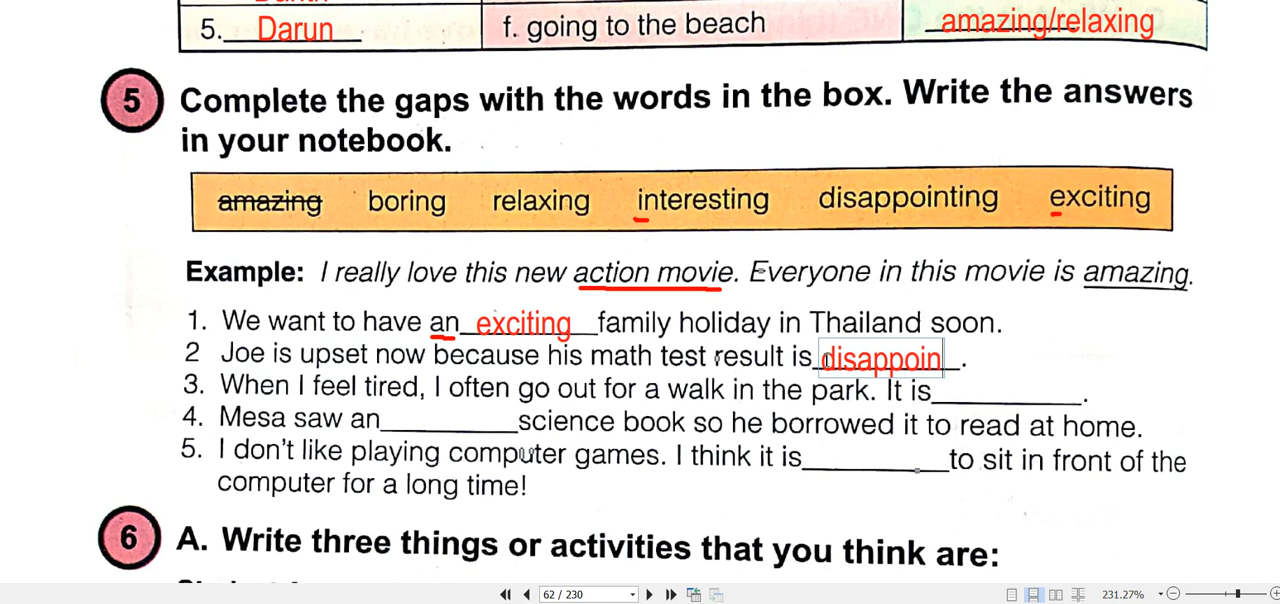 5. Darun f. going to the beach amazing/relaxing
5 Complete the gaps with the words in the box. Write the answers
in your notebook.
amazing boring relaxing interesting disappointing exciting
Example: I really love this new action movie. Everyone in this movie is amazing.
1. We want to have an exciting family holiday in Thailand soon.
2 Joe is upset now because his math test result is disappoin.
3. When I feel tired, I often go out for a walk in the park. It is__________.
4. Mesa saw an__________science book so he borrowed it to read at home.
5. I don't like playing computer games. I think it is__________to sit in front of the
computer for a long time!
6 A. Write three things or activities that you think are:
62 / 230 231.27%